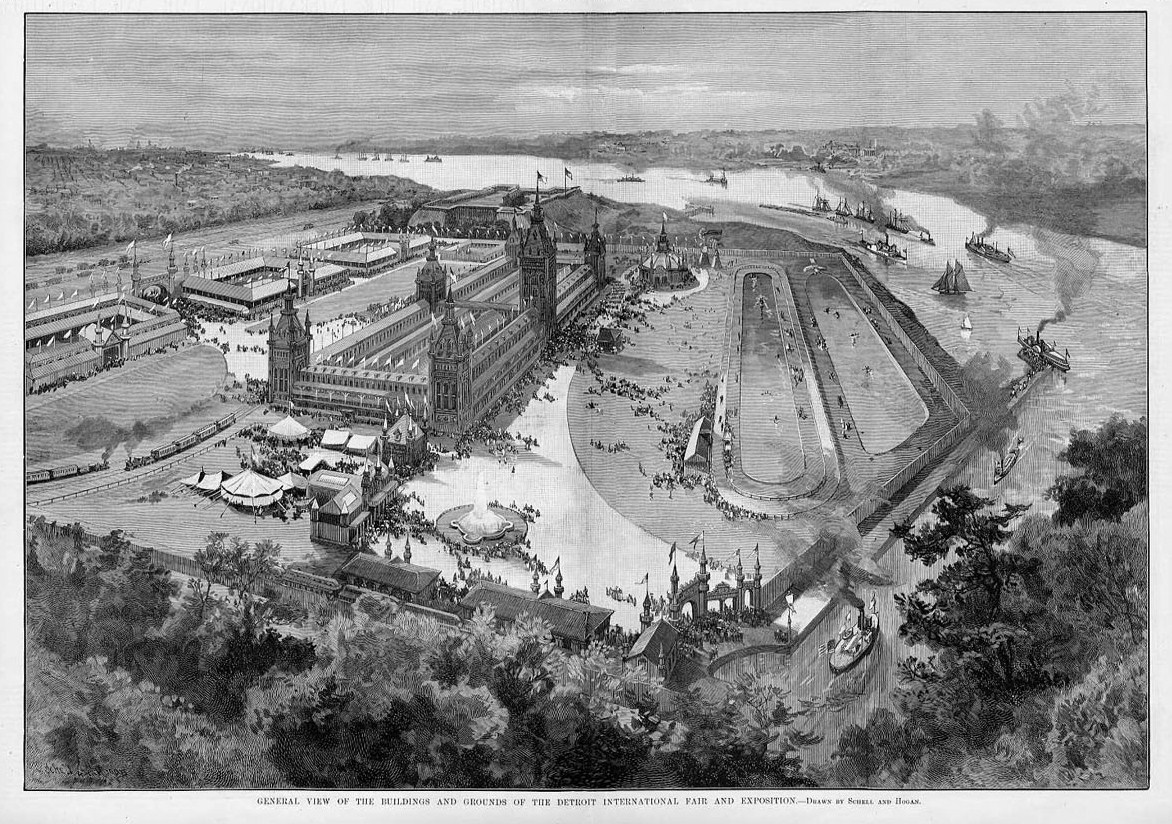 GENERAL VIEW OF THE BUILDINGS AND GROUNDS OF THE DETROIT INTERNATIONAL FAIR AND EXPOSITION.—Drawn by Schell and Hogan.